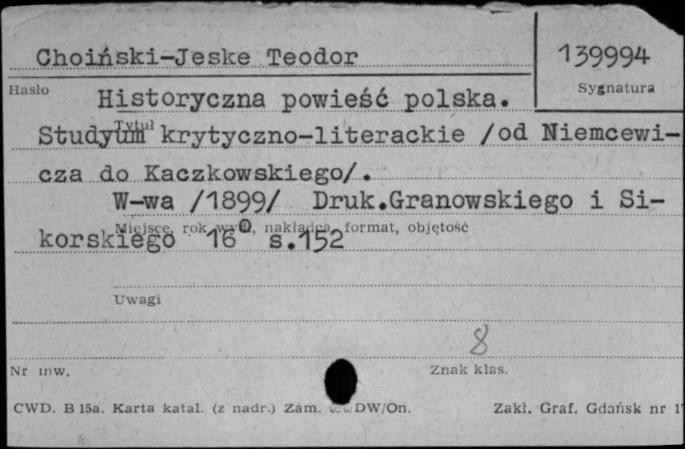 Choiński-Jeske Teodor
139994
Hasło
Sygnatura
Historyczna powieść polska.
Tytuł
Studyum krytyczno-literackie /od Niemcewi-
cza do Kaczkowskiego/.
W-wa /1899/ Druk.Granowskiego i Si-
Miejsce, rok wyd., nakładca, format, objętość
korskiego 16° s.152
Uwagi
8
Nr inw.
Znak klas.
CWD. B 15a. Karta katal. (z nadr.) Zam. DW/On.
Zakl. Graf. Gdańsk nr 1